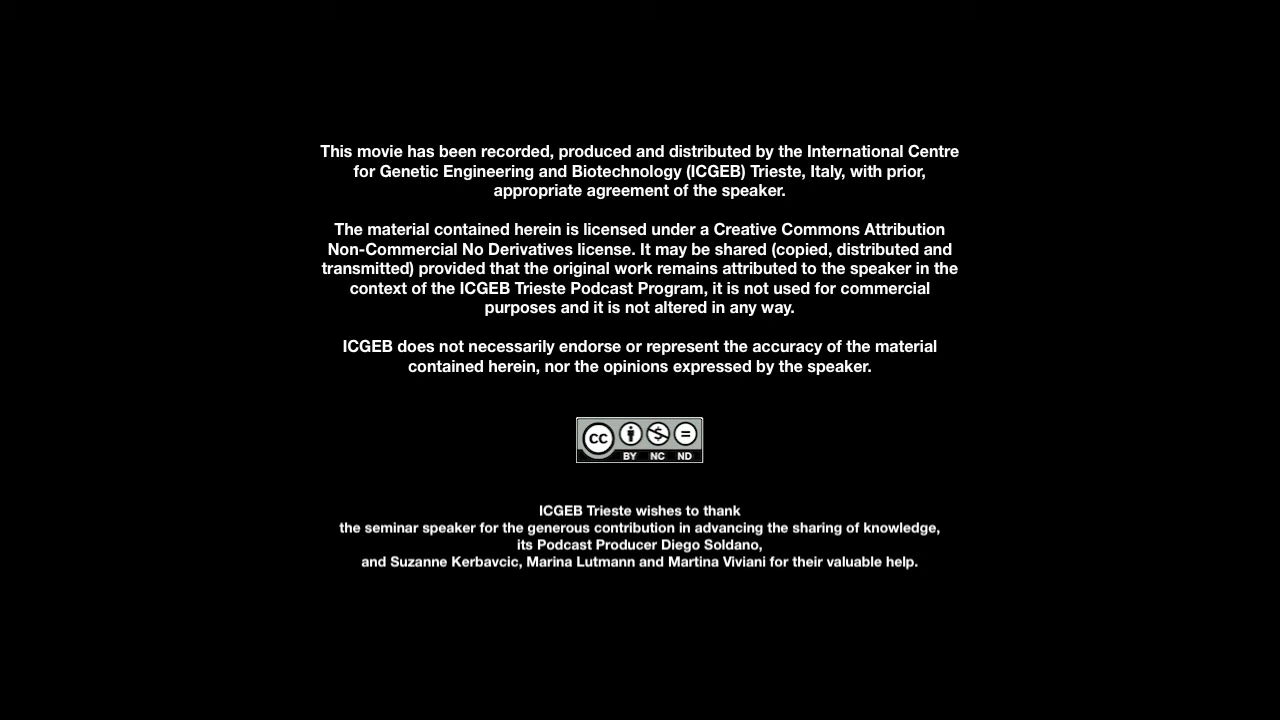 This movie has been recorded, produced and distributed by the International Centre
for Genetic Engineering and Biotechnology (ICGEB) Trieste, Italy, with prior,
appropriate agreement of the speaker.
The material contained herein is licensed under a Creative Commons Attribution
Non-Commercial No Derivatives license. It may be shared (copied, distributed and
transmitted) provided that the original work remains attributed to the speaker in the
context of the ICGEB Trieste Podcast Program, it is not used for commercial
purposes and it is not altered in any way.
ICGEB does not necessarily endorse or represent the accuracy of the material
contained herein, nor the opinions expressed by the speaker.
CC
BY NC ND
ICGEB Trieste wishes to thank
the seminar speaker for the generous contribution in advancing the sharing of knowledge,
its Podcast Producer Diego Soldano,
and Suzanne Kerbavcic, Marina Lutmann and Martina Viviani for their valuable help.